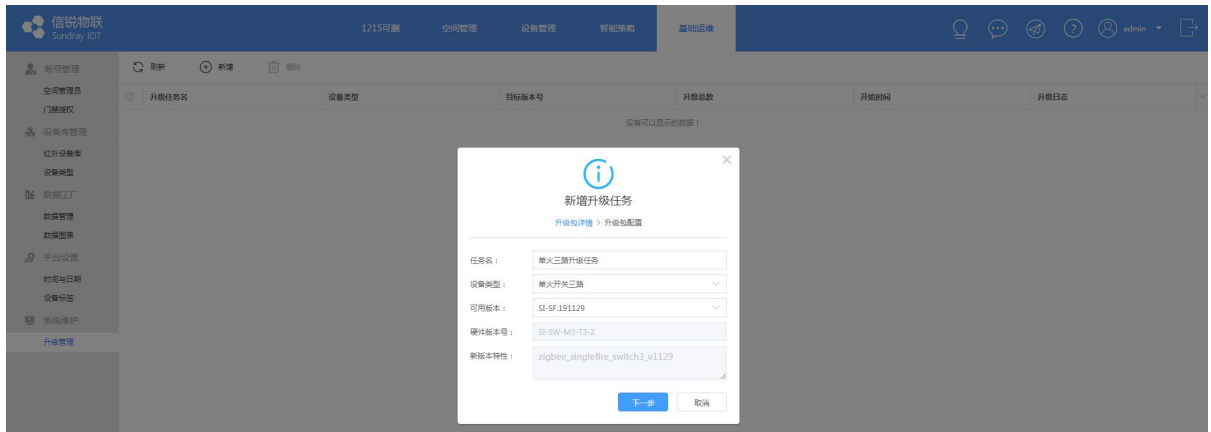 信锐物联
Sundray IOT
1215可删 空间管理 设备管理 智能策略 基础运维
admin
账号管理
空间管理员
门禁授权
设备库管理
红外设备库
设备类型
数据工厂
数据管理
数据图表
平台设置
时间与日期
设备标签
系统维护
升级管理
刷新 新增 删除
升级任务名 设备类型 目标版本号 升级总数 开始时间 升级日志
没有可以显示的数据！
新增升级任务
升级包详情 > 升级包配置
任务名： 单火三路升级任务
设备类型： 单火开关三路
可用版本： SI-SF.191129
硬件版本号： SI-SW-M3-T3-Z
新版本特性： zigbee_singlefire_switch3_v1129
下一步 取消